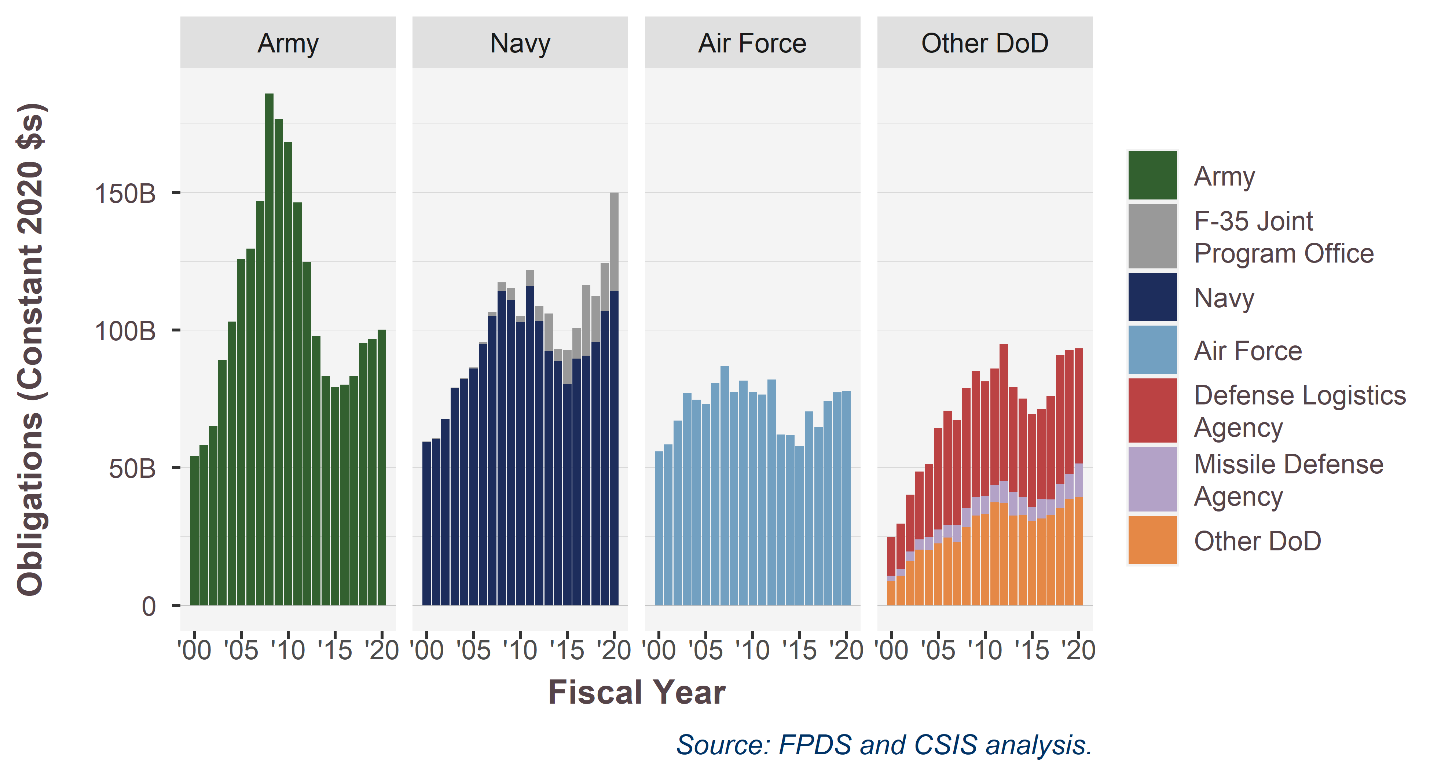 Army
Navy
Air Force
Other DoD
Obligations (Constant 2020 $s)
150B
100B
50B
0
'00 '05 '10 '15 '20
'00 '05 '10 '15 '20
'00 '05 '10 '15 '20
'00 '05 '10 '15 '20
Fiscal Year
Army
F-35 Joint
Program Office
Navy
Air Force
Defense Logistics
Agency
Missile Defense
Agency
Other DoD
Source: FPDS and CSIS analysis.